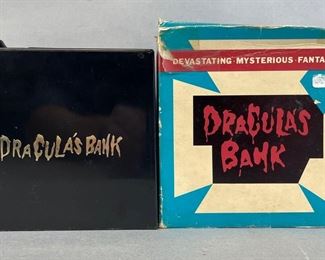 DRACULA'S BANK
DEVASTATING · MYSTERIOUS · FANTA
DRACULA'S
BANK